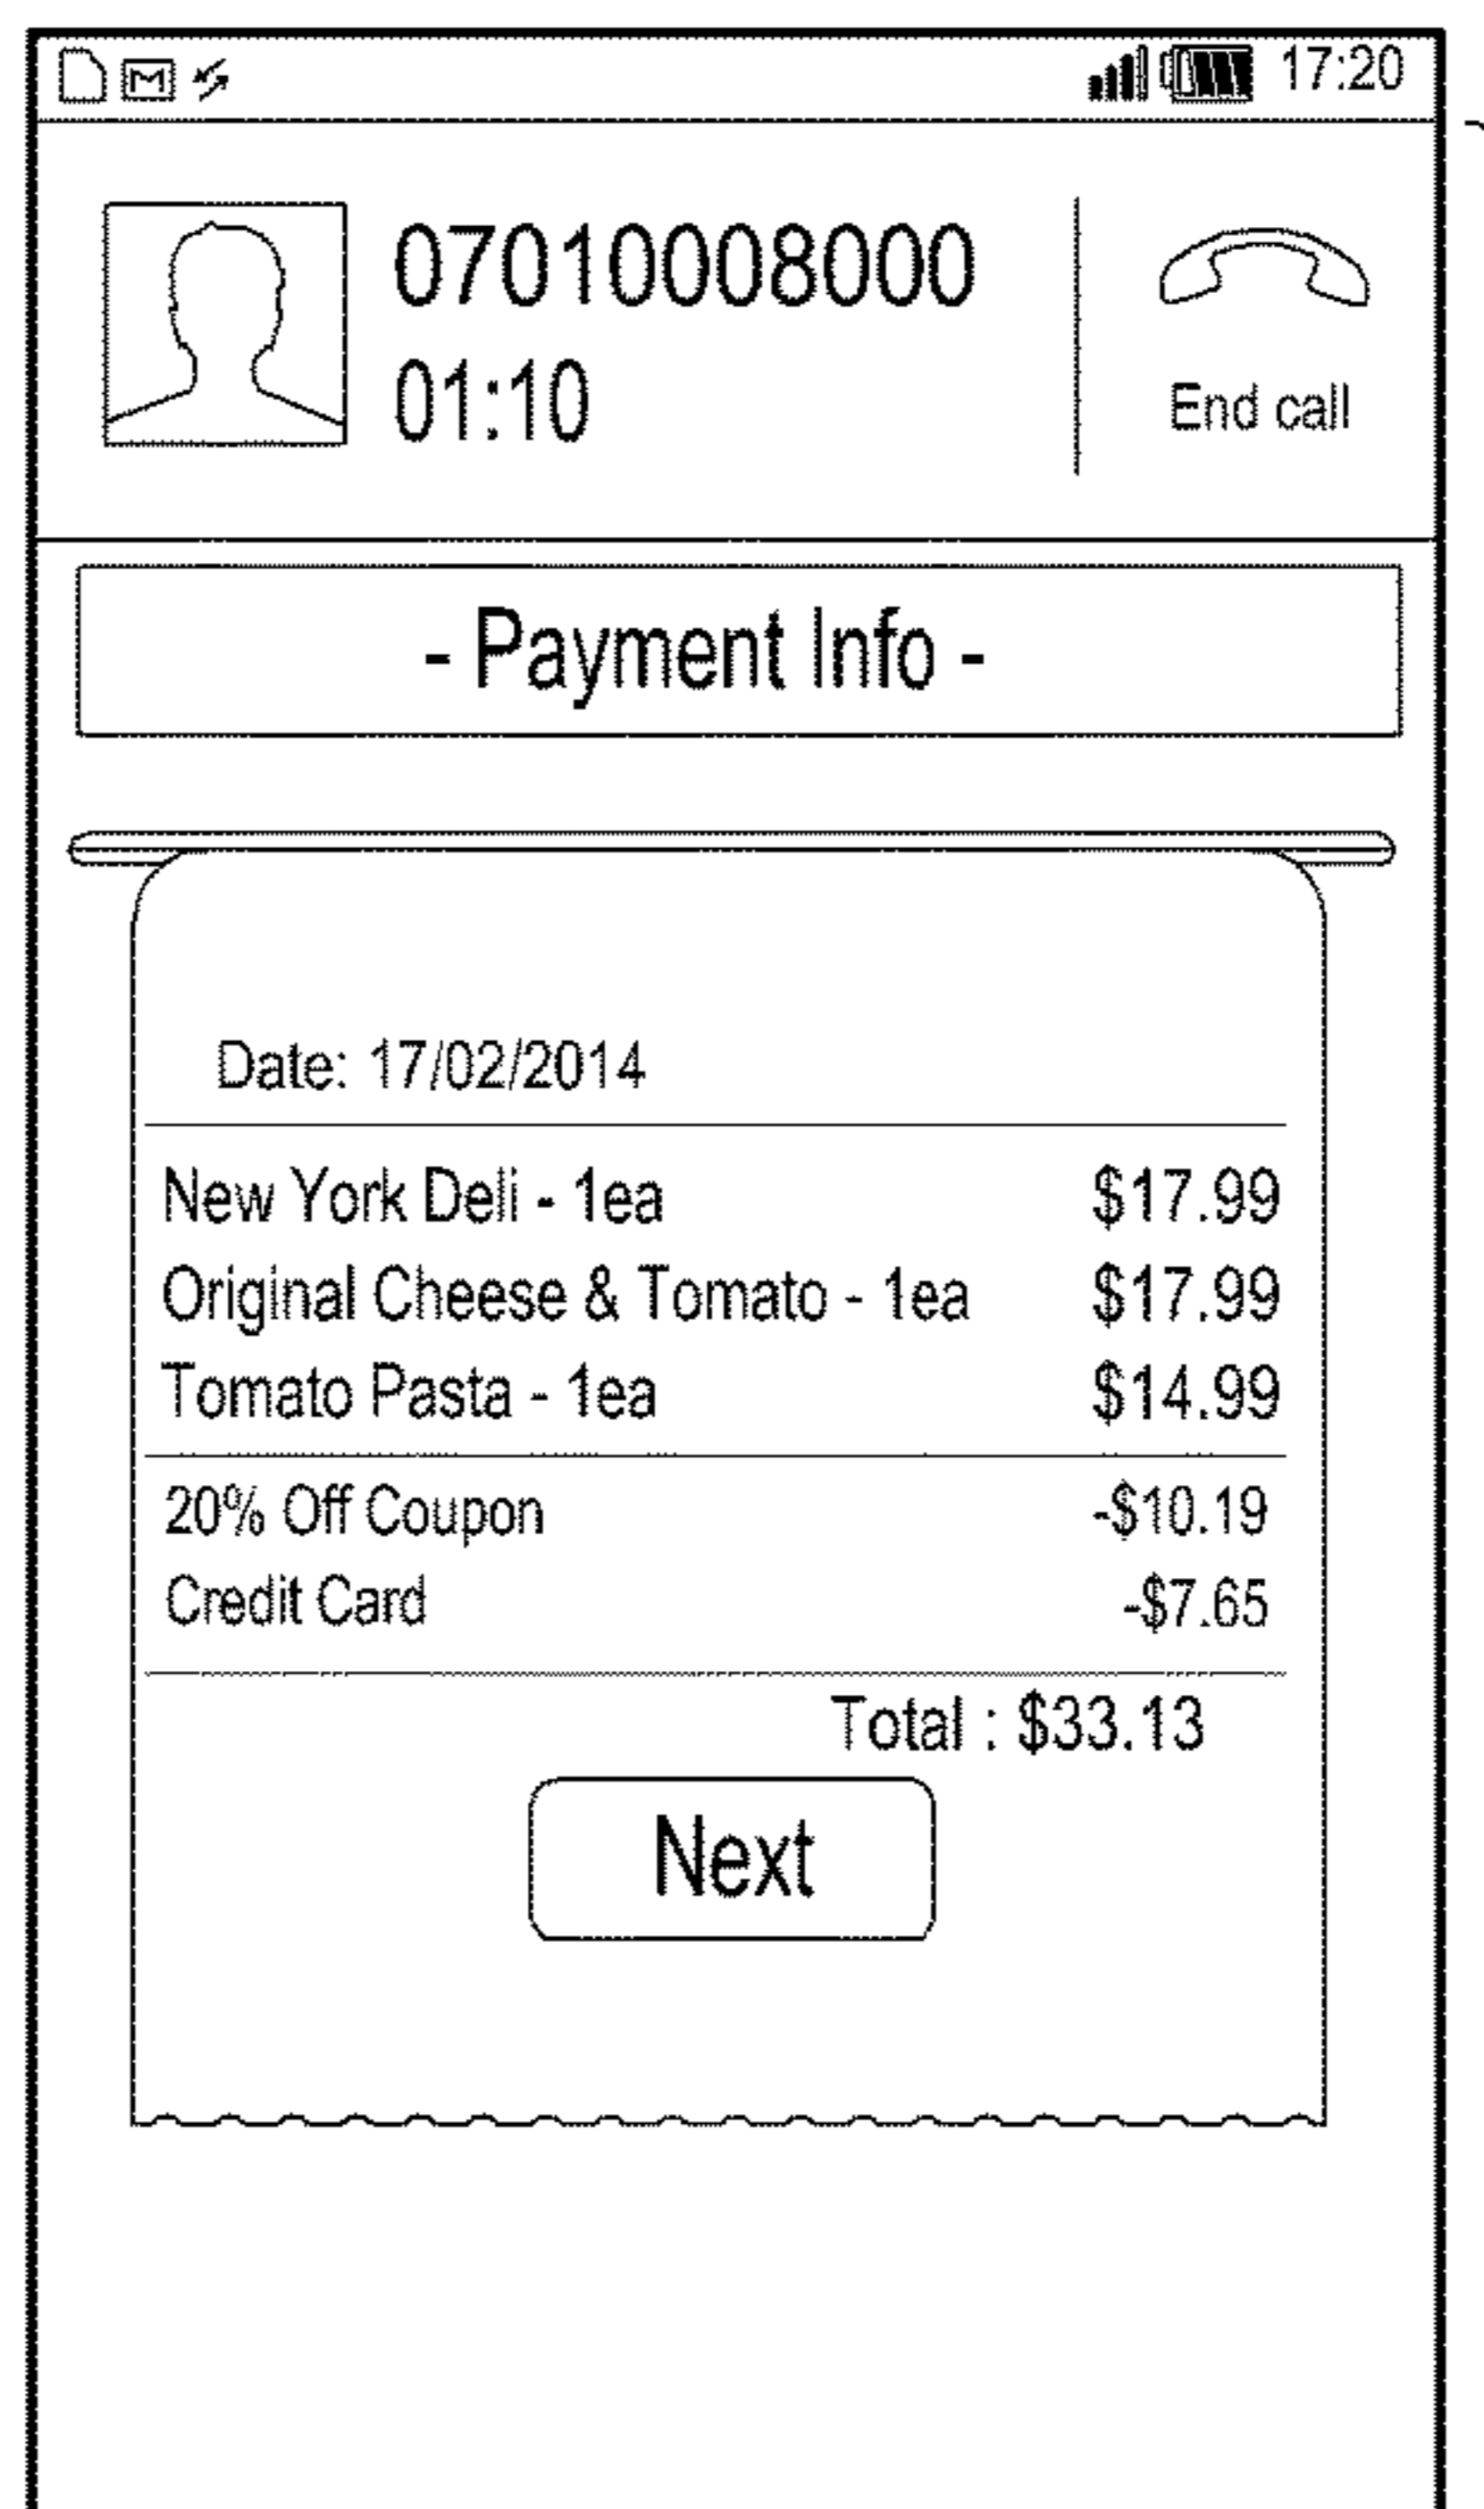 17:20
07010008000
01:10
End call
- Payment Info -
Date: 17/02/2014
New York Deli - 1ea $17.99
Original Cheese & Tomato - 1ea $17.99
Tomato Pasta - 1ea $14.99
20% Off Coupon -$10.19
Credit Card -$7.65
Total : $33.13
Next